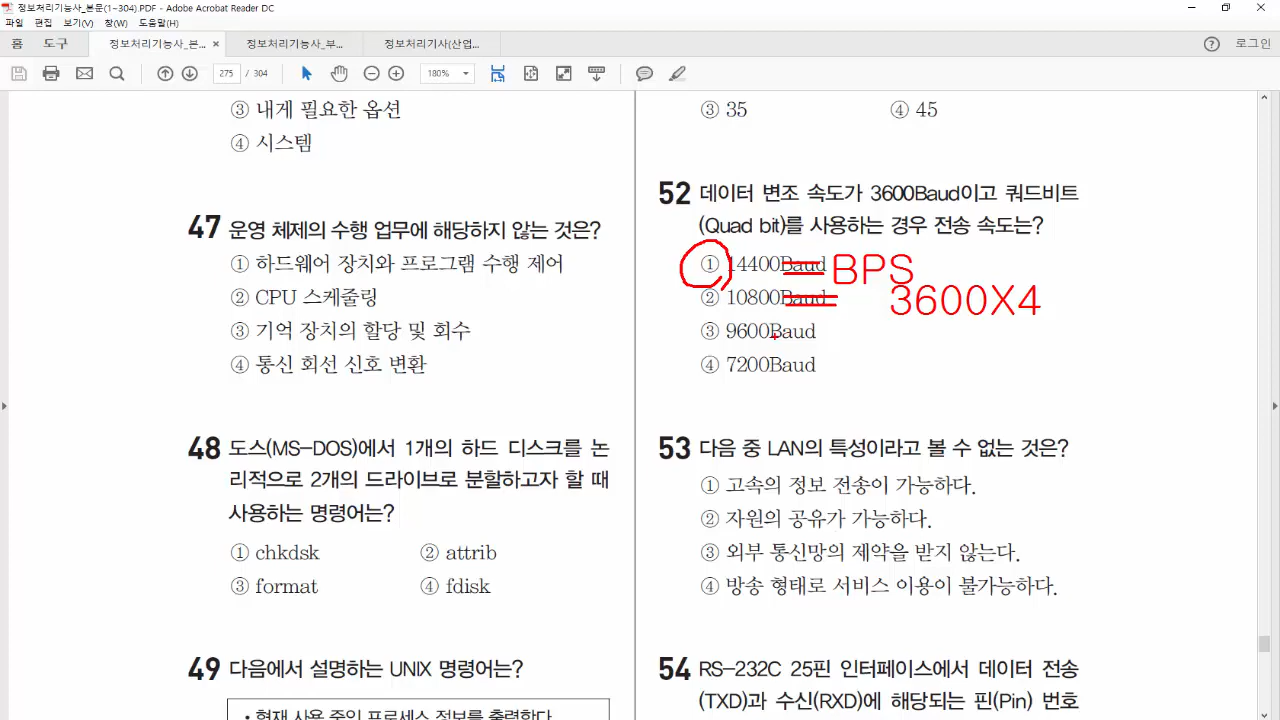 정보처리기능사_본문(1~304).PDF - Adobe Acrobat Reader DC
파일 편집 보기(V) 창(W) 도움말(H)
홈 도구 정보처리기능사_본... × 정보처리기능사_부... 정보처리기사(산업... 로그인
275 / 304 180%
③ 내게 필요한 옵션
④ 시스템
47 운영 체제의 수행 업무에 해당하지 않는 것은?
① 하드웨어 장치와 프로그램 수행 제어
② CPU 스케줄링
③ 기억 장치의 할당 및 회수
④ 통신 회선 신호 변환
48 도스(MS-DOS)에서 1개의 하드 디스크를 논
리적으로 2개의 드라이브로 분할하고자 할 때
사용하는 명령어는?
① chkdsk ② attrib
③ format ④ fdisk
49 다음에서 설명하는 UNIX 명령어는?
• 현재 사용 중인 프로세스 정보를 출력한다
③ 35 ④ 45
52 데이터 변조 속도가 3600Baud이고 쿼드비트
(Quad bit)를 사용하는 경우 전송 속도는?
① 14400Baud BPS
② 10800Baud 3600X4
③ 9600Baud
④ 7200Baud
53 다음 중 LAN의 특성이라고 볼 수 없는 것은?
① 고속의 정보 전송이 가능하다.
② 자원의 공유가 가능하다.
③ 외부 통신망의 제약을 받지 않는다.
④ 방송 형태로 서비스 이용이 불가능하다.
54 RS-232C 25핀 인터페이스에서 데이터 전송
(TXD)과 수신(RXD)에 해당되는 핀(Pin) 번호